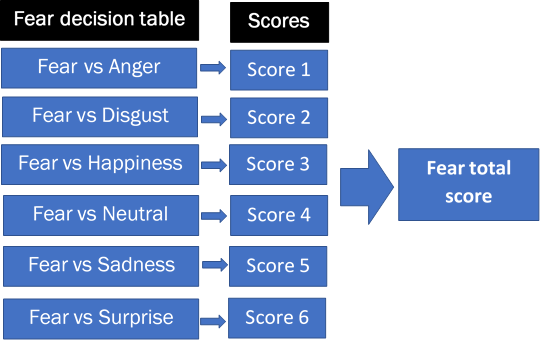 Fear decision table
Scores
Fear vs Anger
Score 1
Fear vs Disgust
Score 2
Fear vs Happiness
Score 3
Fear vs Neutral
Score 4
Fear vs Sadness
Score 5
Fear vs Surprise
Score 6
Fear total
score